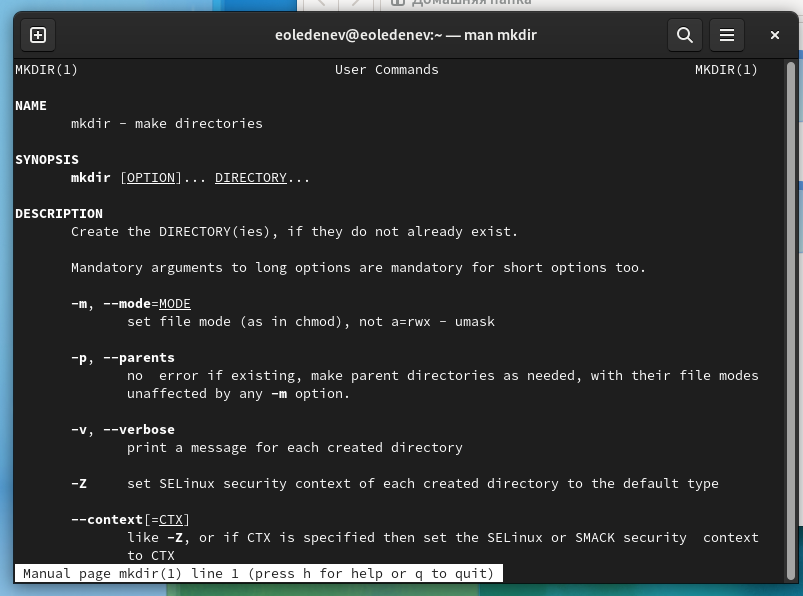 Домашняя папка
eoledenev@eoledenev:~ — man mkdir
MKDIR(1) User Commands MKDIR(1)
NAME
mkdir - make directories
SYNOPSIS
mkdir [OPTION]... DIRECTORY...
DESCRIPTION
Create the DIRECTORY(ies), if they do not already exist.
Mandatory arguments to long options are mandatory for short options too.
-m, --mode=MODE
set file mode (as in chmod), not a=rwx - umask
-p, --parents
no  error if existing, make parent directories as needed, with their file modes
unaffected by any -m option.
-v, --verbose
print a message for each created directory
-Z set SELinux security context of each created directory to the default type
--context[=CTX]
like -Z, or if CTX is specified then set the SELinux or SMACK security  context
to CTX
Manual page mkdir(1) line 1 (press h for help or q to quit)